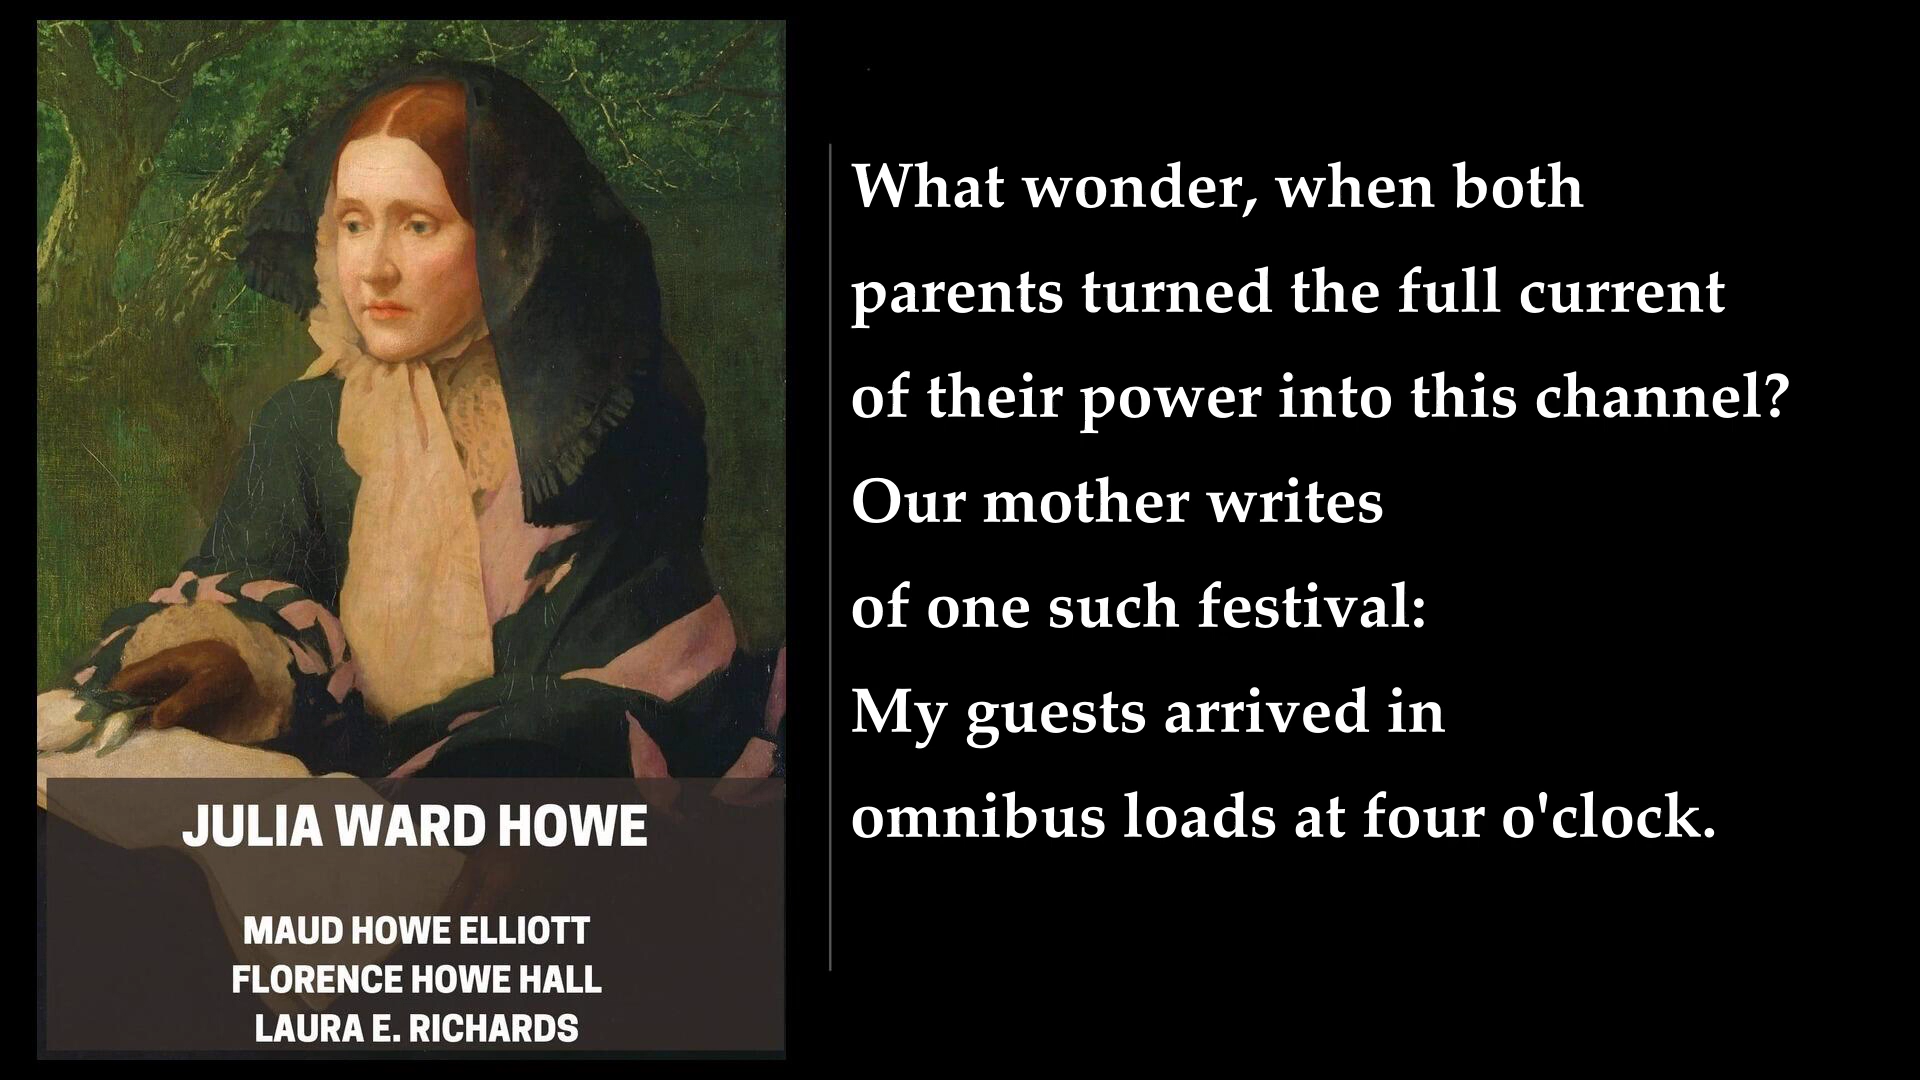 JULIA WARD HOWE
MAUD HOWE ELLIOTT
FLORENCE HOWE HALL
LAURA E. RICHARDS
What wonder, when both
parents turned the full current
of their power into this channel?
Our mother writes
of one such festival:
My guests arrived in
omnibus loads at four o'clock.